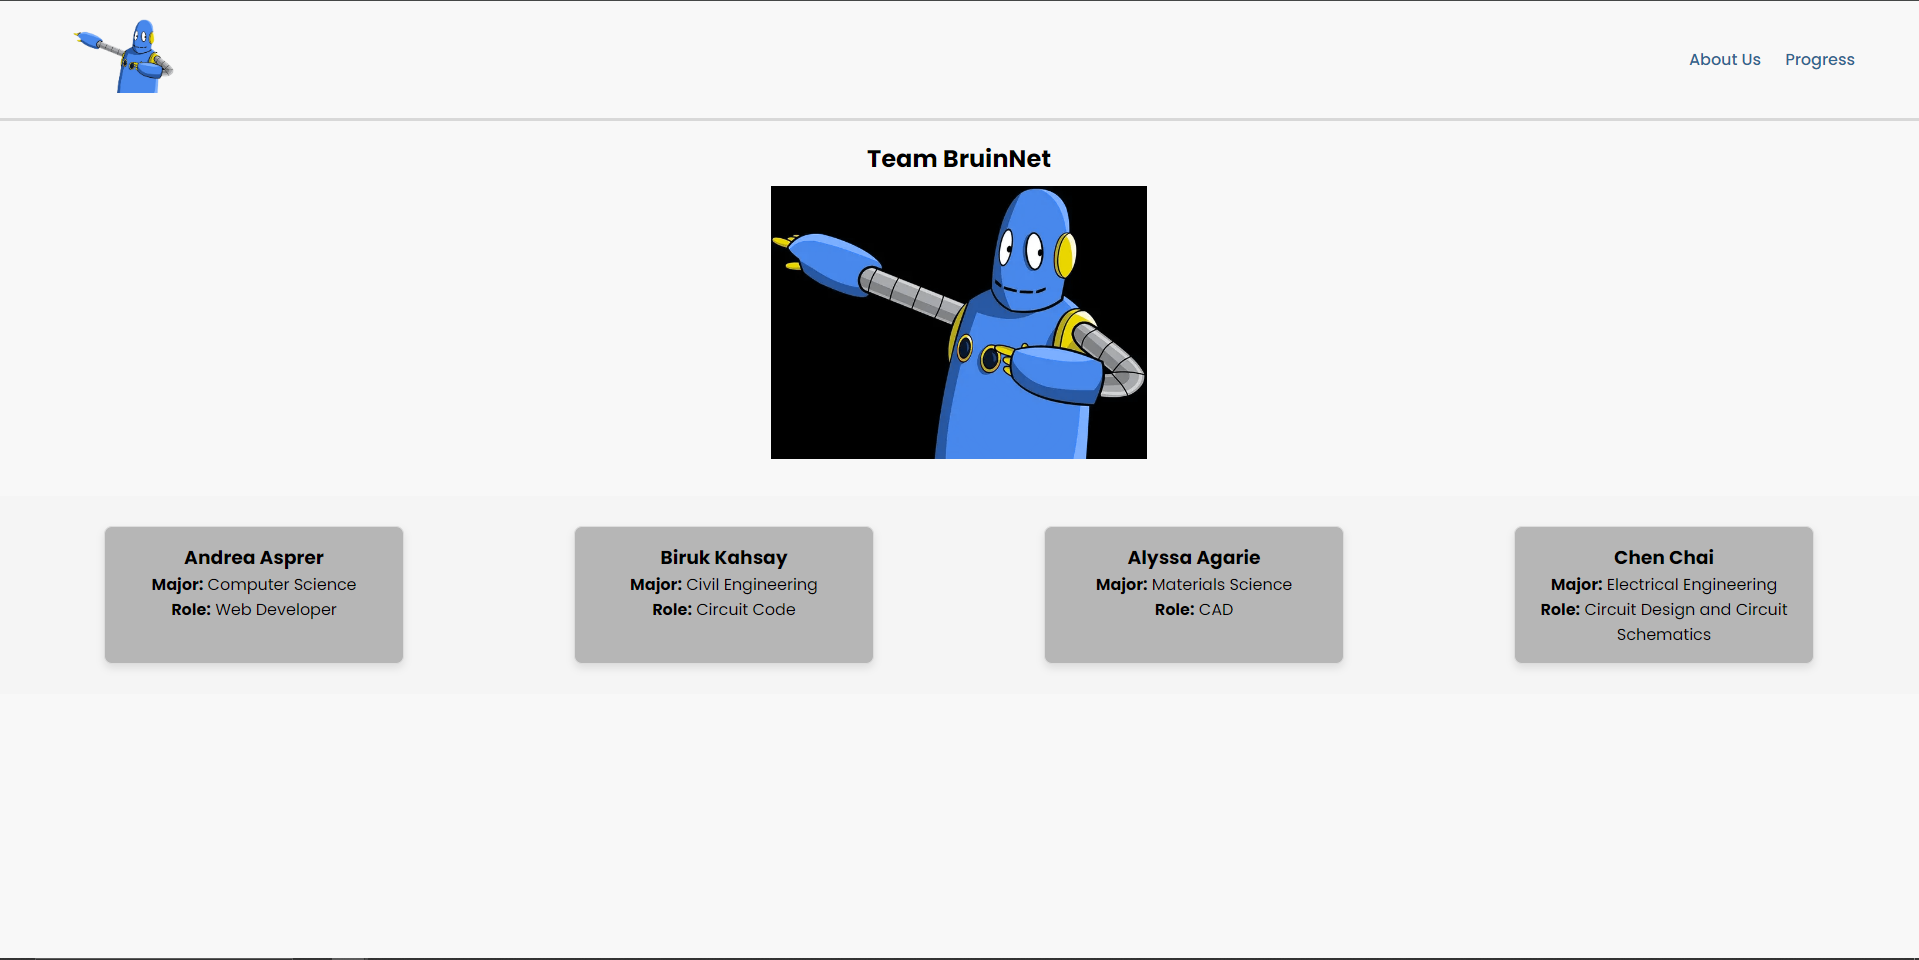 About Us Progress
Team BruinNet
Andrea Asprer
Major: Computer Science
Role: Web Developer
Biruk Kahsay
Major: Civil Engineering
Role: Circuit Code
Alyssa Agarie
Major: Materials Science
Role: CAD
Chen Chai
Major: Electrical Engineering
Role: Circuit Design and Circuit
Schematics